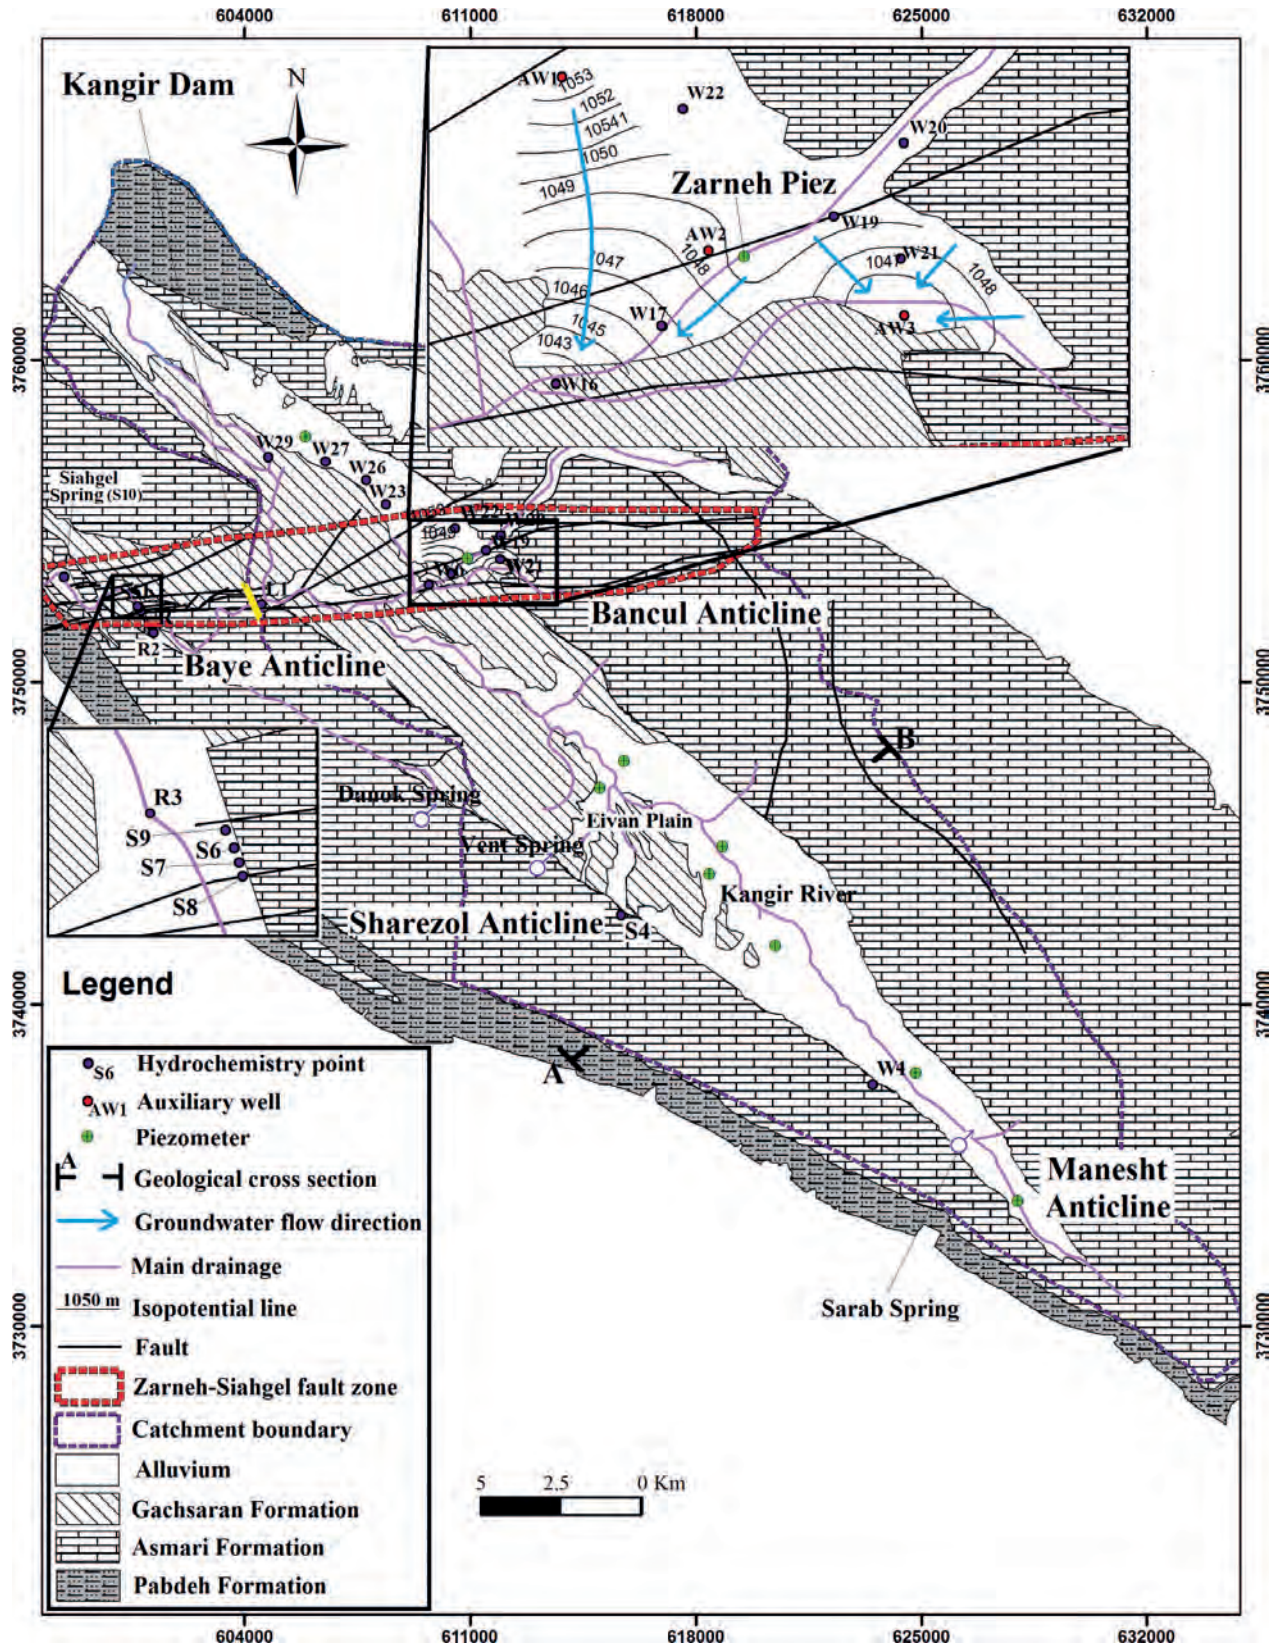 604000 611000 618000 625000 632000
Kangir Dam
N
AW1
1053
1052
10541
1050
1049
W22
W20
Zarneh Piez
W19
AW2
1048
1047
1046
1045
1043
W17
W16
W21
1047
1048
AW3
3760000
3760000
W29
W27
W26
W23
Siahgel
Spring (S10)
1049
W22
W19
W21
L1
R2
Bancul Anticline
Baye Anticline
3750000
3750000
B
R3
S9
S6
S7
S8
Danok Spring
Eivan Plain
Vent Spring
Kangir River
Sharezol Anticline
S4
3740000
3740000
A
W4
Manesht
Anticline
Sarab Spring
3730000
3730000
Legend
S6 Hydrochemistry point
AW1 Auxiliary well
Piezometer
A Geological cross section
Groundwater flow direction
Main drainage
1050 m Isopotential line
Fault
Zarneh-Siahgel fault zone
Catchment boundary
Alluvium
Gachsaran Formation
Asmari Formation
Pabdeh Formation
5 2.5 0 Km
604000 611000 618000 625000 632000